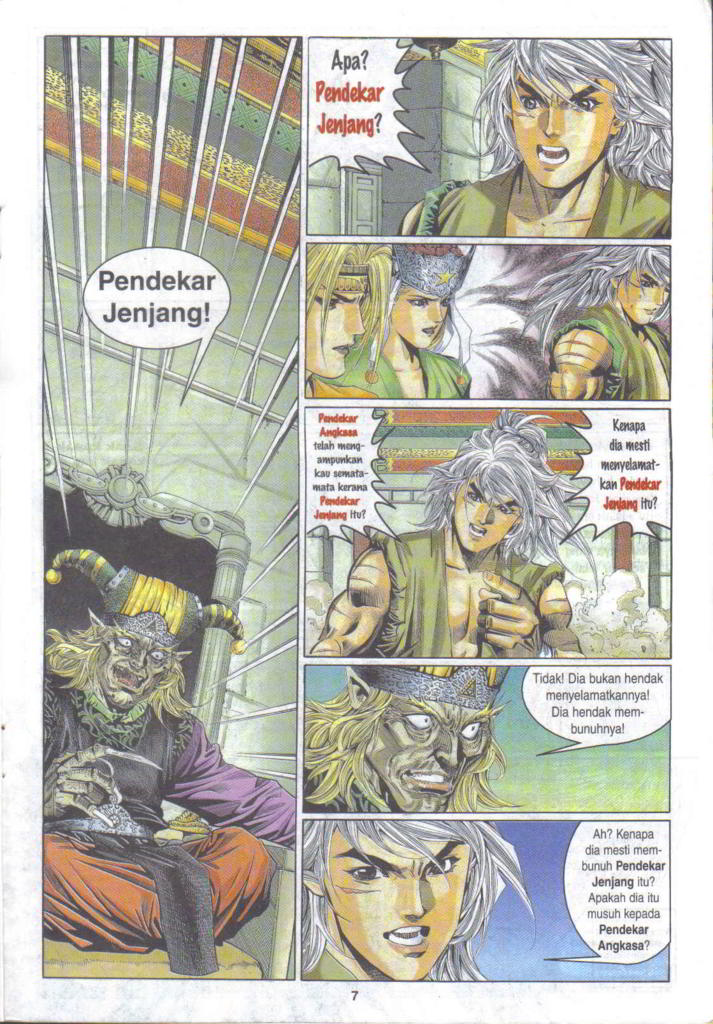 Pendekar
Jenjang!
Apa?
Pendekar
Jenjang?
Pendekar
Angkasa
telah meng-
ampunkan
kau semata-
mata kerana
Pendekar
Jenjang itu?
Kenapa
dia mesti
menyelamat-
kan Pendekar
Jenjang itu?
Tidak! Dia bukan hendak
menyelamatkannya!
Dia hendak mem-
bunuhnya!
Ah? Kenapa
dia mesti mem-
bunuh Pendekar
Jenjang itu?
Apakah dia itu
musuh kepada
Pendekar
Angkasa?
7